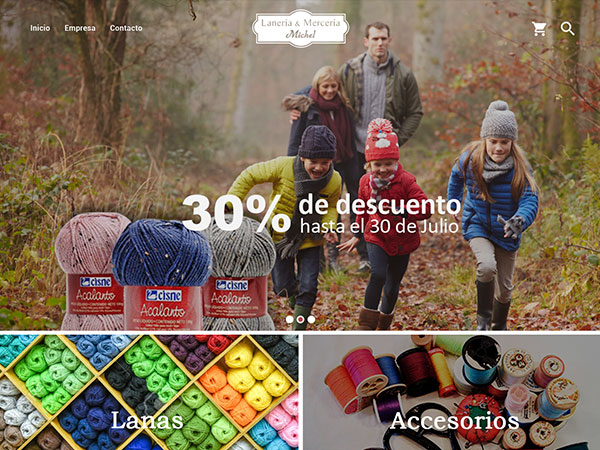 Inicio Empresa Contacto
Laneria & Merceria
Michel
30% de descuento
hasta el 30 de Julio
cisne
Acalanto
cisne
Acalanto
cisne
Acalanto
Lanas
Accesorios